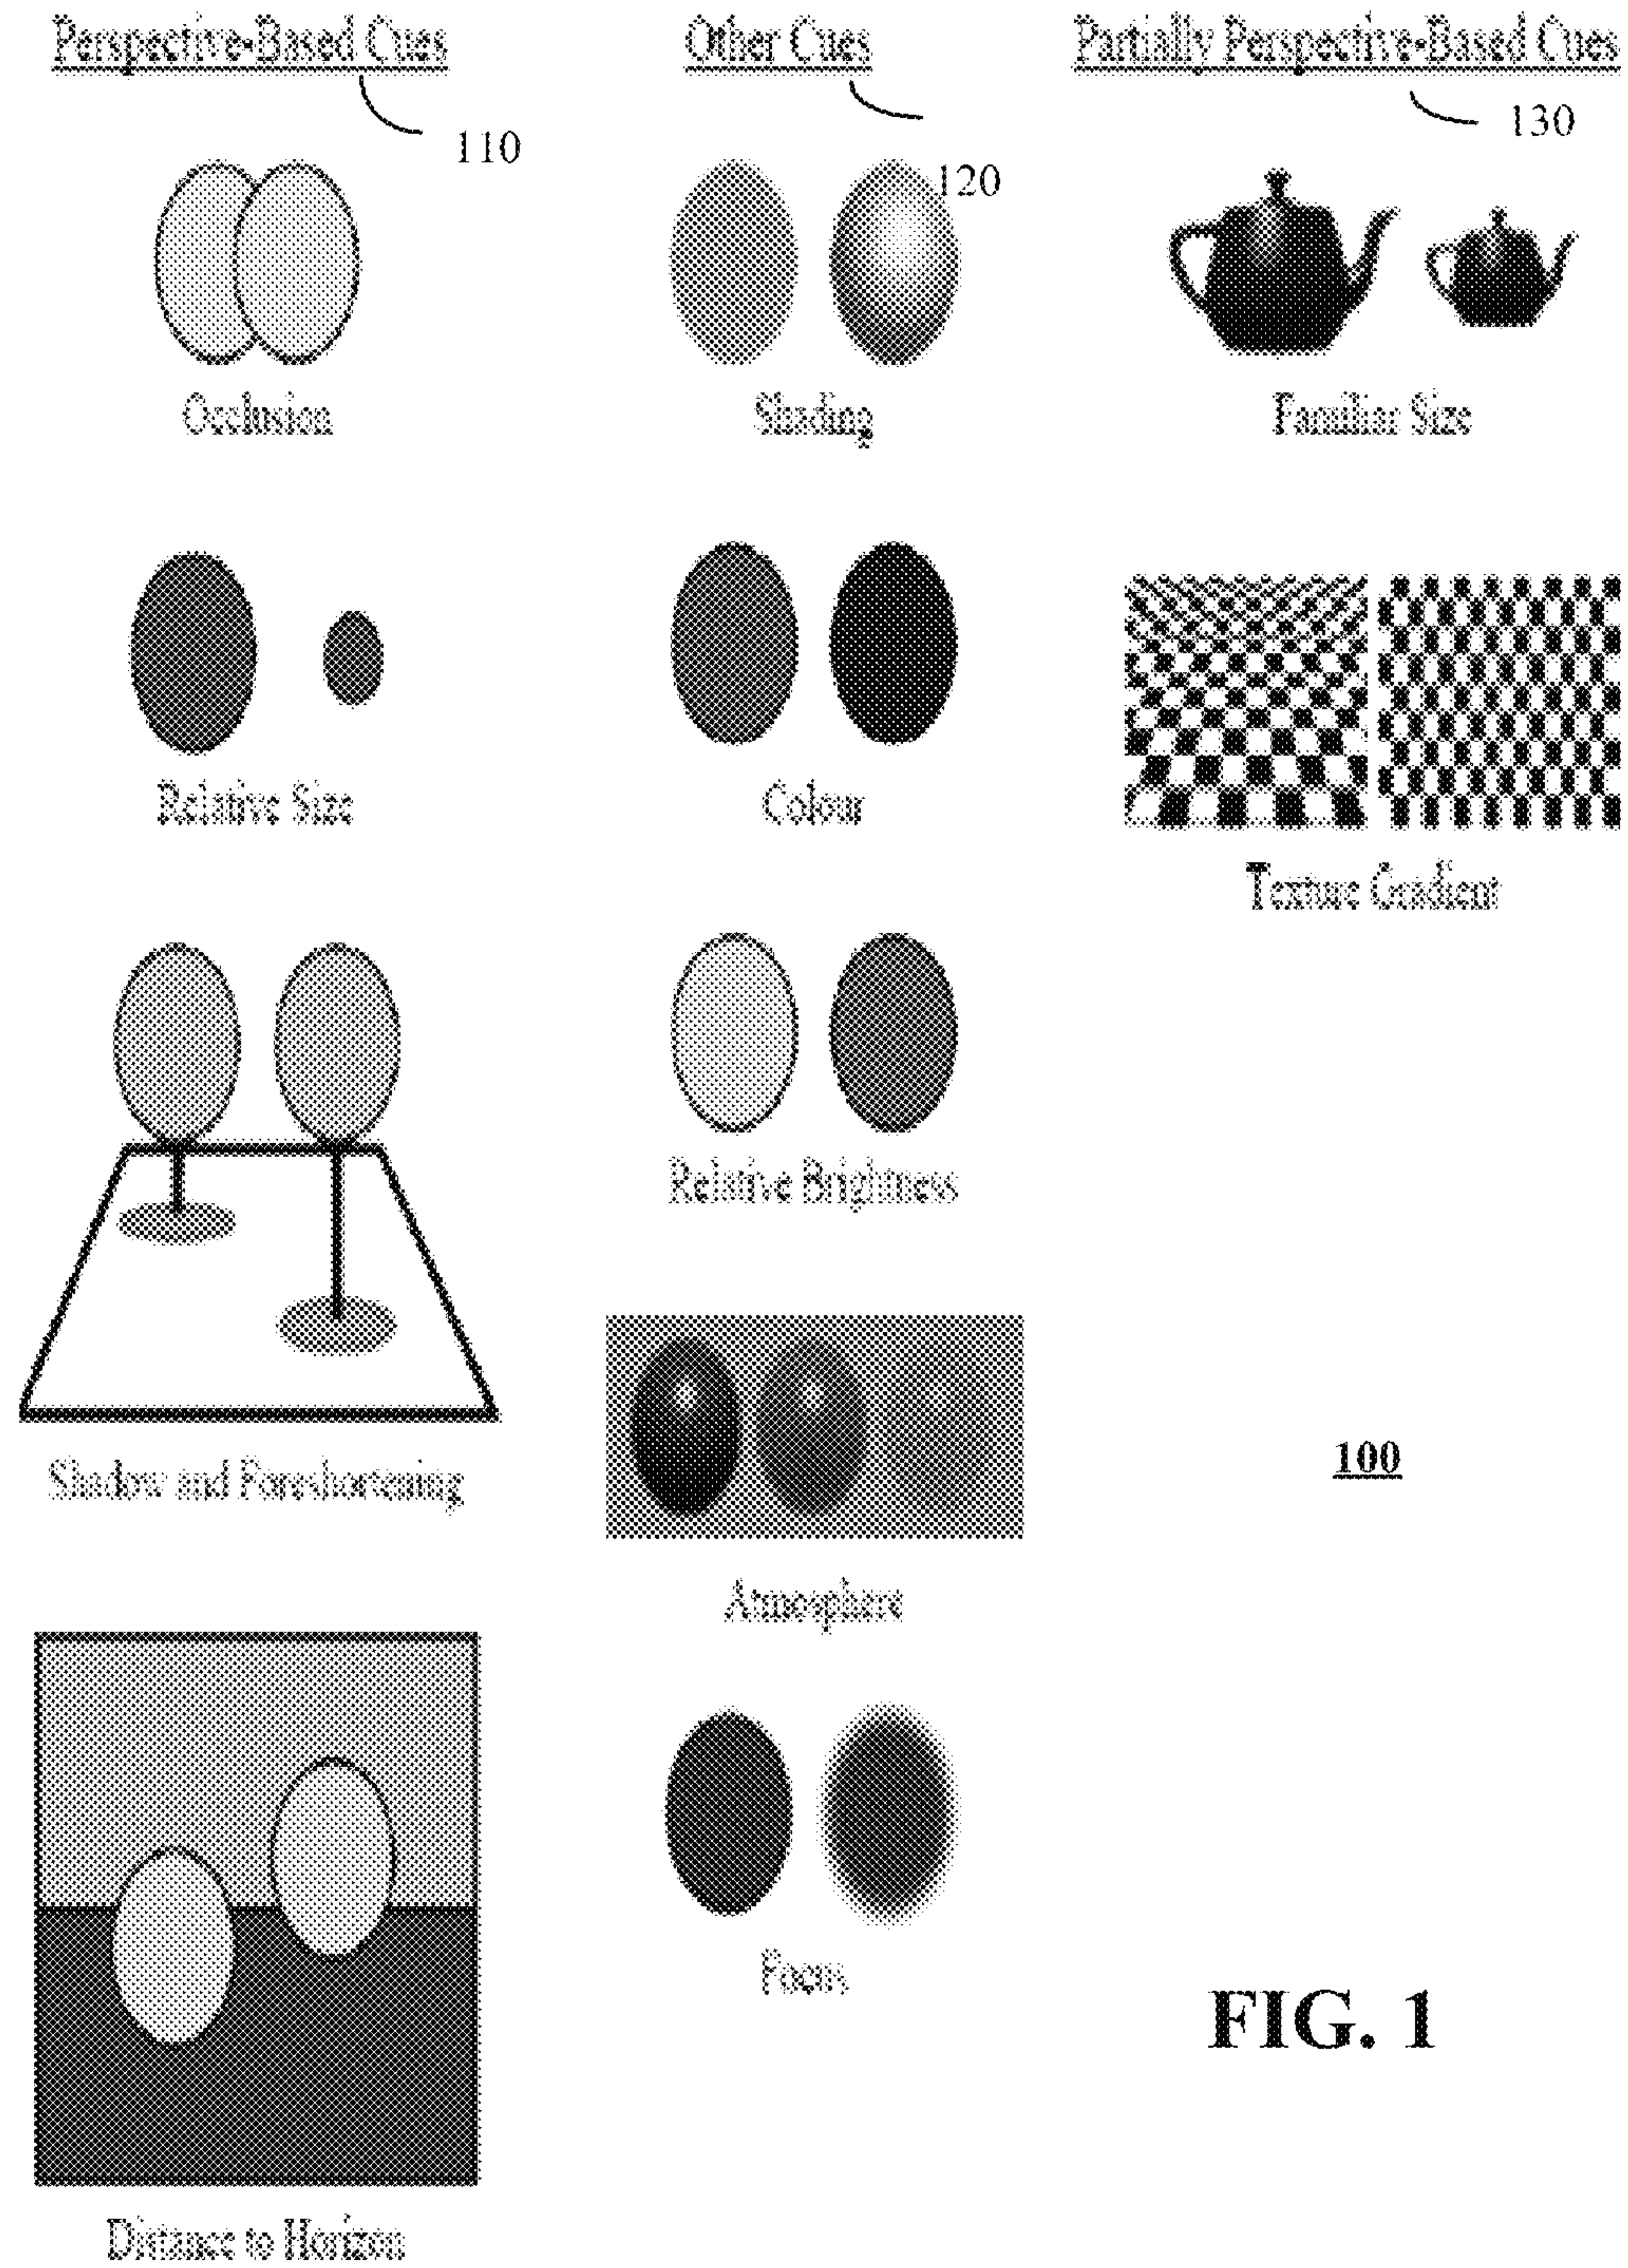 Perspective-Based Cues
110
Occlusion
Relative Size
Shadow and Foreshortening
Distance to Horizon
Other Cues
120
Shading
Colour
Relative Brightness
Atmosphere
Focus
Partially Perspective-Based Cues
130
Familiar Size
Texture Gradient
100
FIG. 1